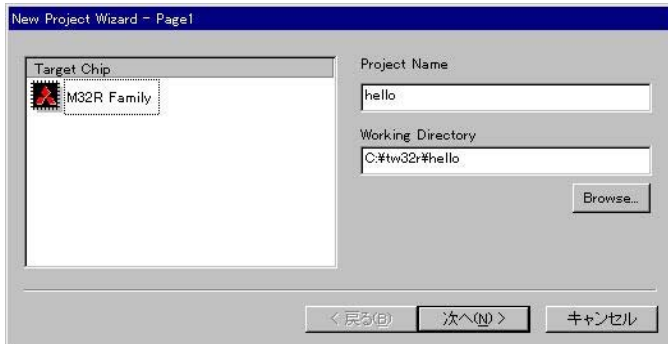 New Project Wizard - Page1
Target Chip
M32R Family
Project Name
hello
Working Directory
C:¥tw32r¥hello
Browse...
< 戻る(B)
次へ(N) >
キャンセル